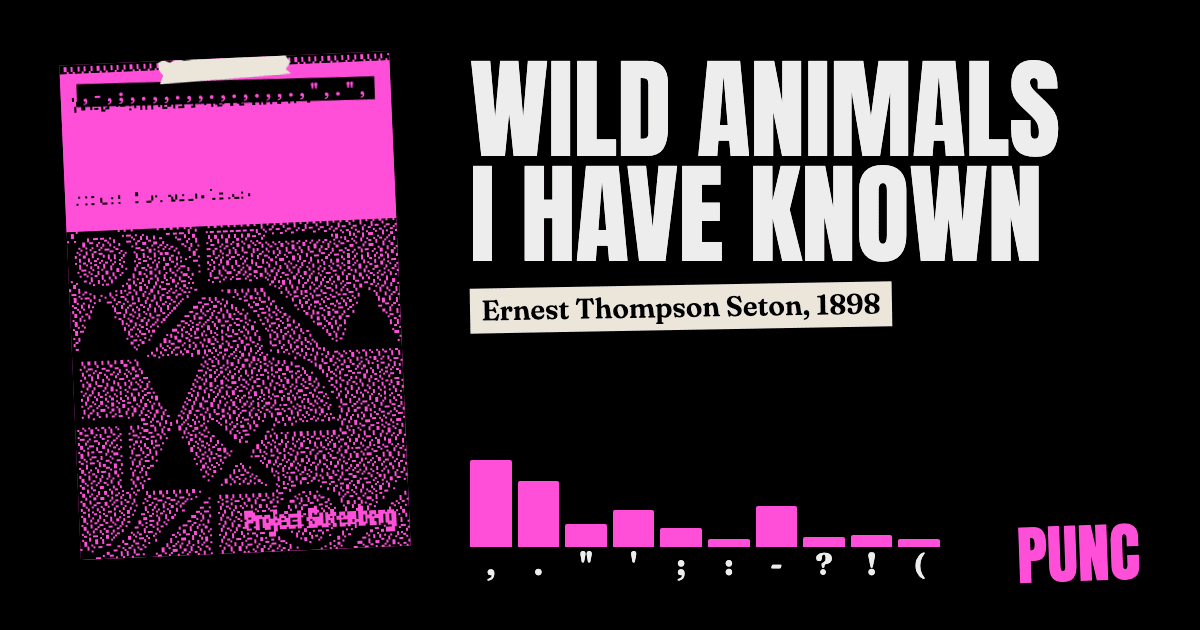 ,-;,.,,.,.,.,,.,",.",
WILD ANIMALS
I HAVE KNOWN
Ernest Thompson Seton, 1898
Project Gutenberg
, . " ' ; : - ? ! (
PUNC